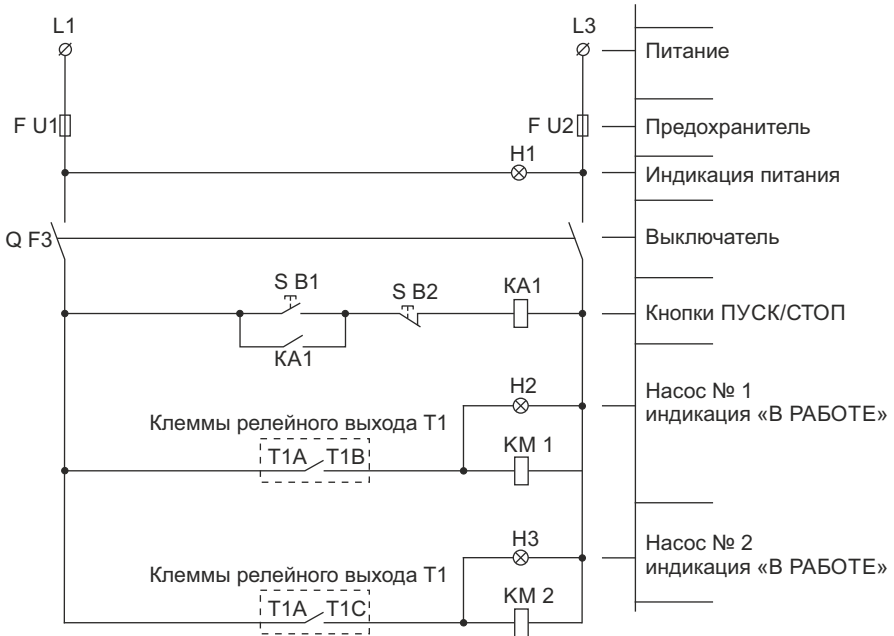 L1
L3
Питание
F U1
F U2
Предохранитель
H1
Индикация питания
Q F3
Выключатель
S B1
S B2
KA1
Кнопки ПУСК/СТОП
KA1
H2
Насос № 1
индикация «В РАБОТЕ»
Клеммы релейного выхода T1
T1A
T1B
KM 1
H3
Насос № 2
индикация «В РАБОТЕ»
Клеммы релейного выхода T1
T1A
T1C
KM 2